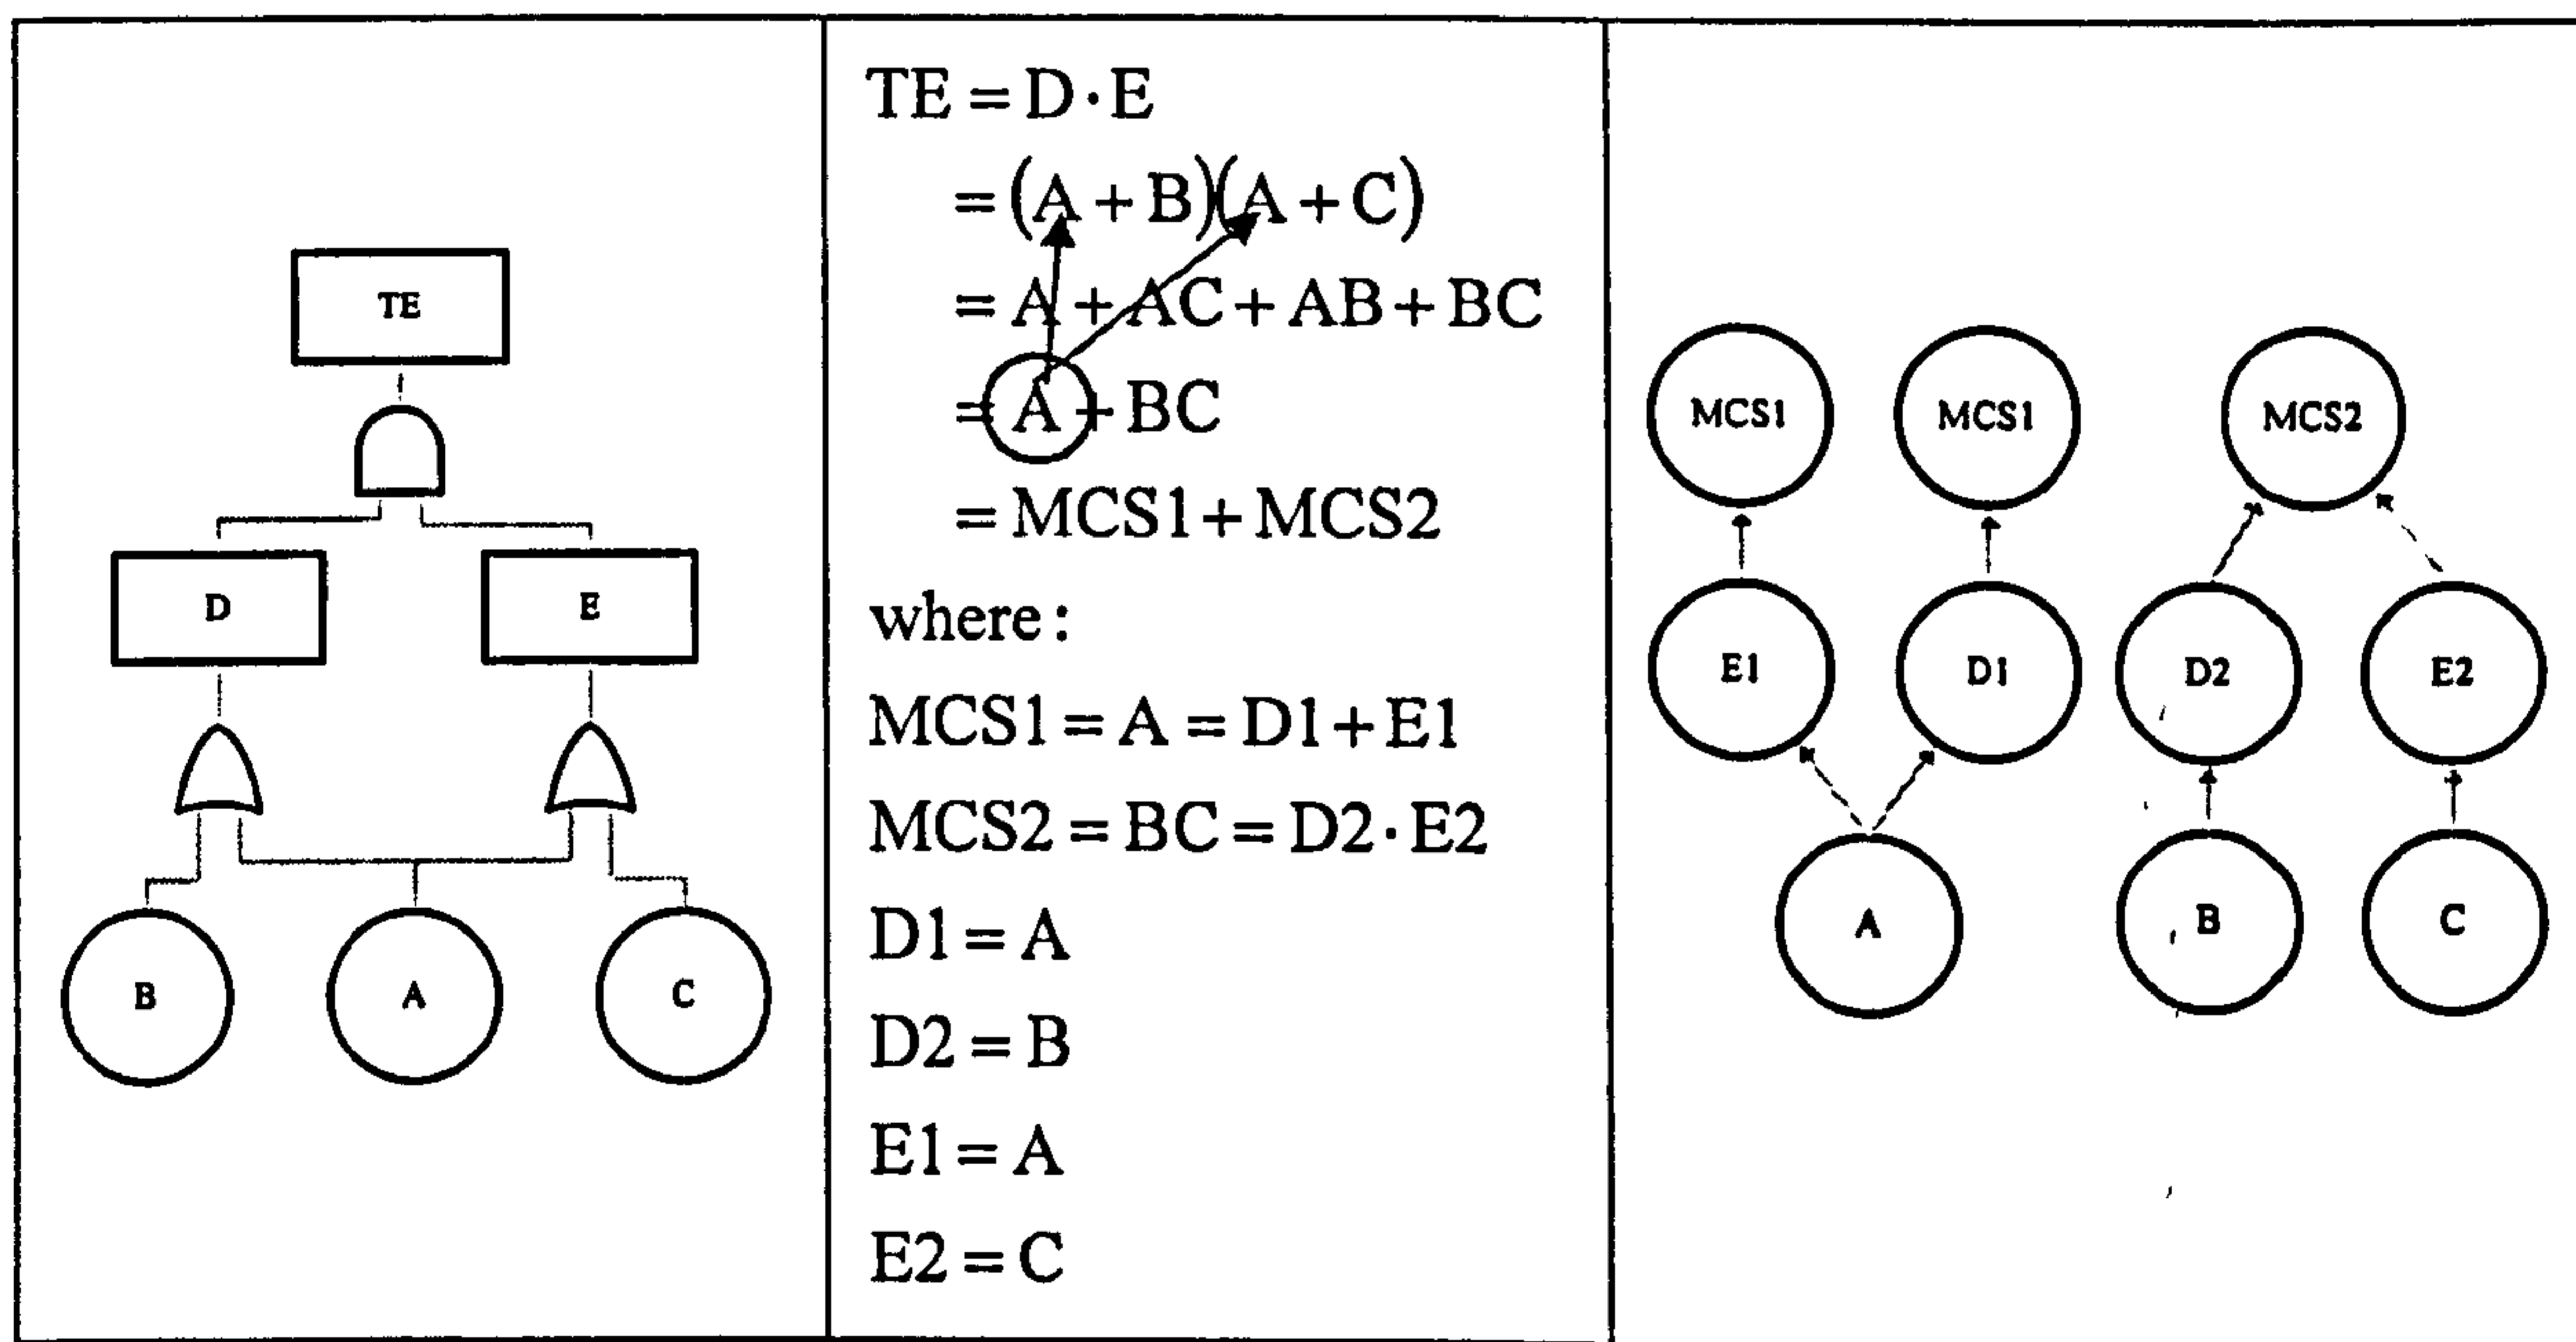 TE
D
E
B
A
C
TE = D·E
= (A + B)(A + C)
= A + AC + AB + BC
= A + BC
= MCS1 + MCS2
where:
MCS1 = A = D1 + E1
MCS2 = BC = D2·E2
D1 = A
D2 = B
E1 = A
E2 = C
MCS1 MCS1 MCS2
E1 D1 D2 E2
A B C